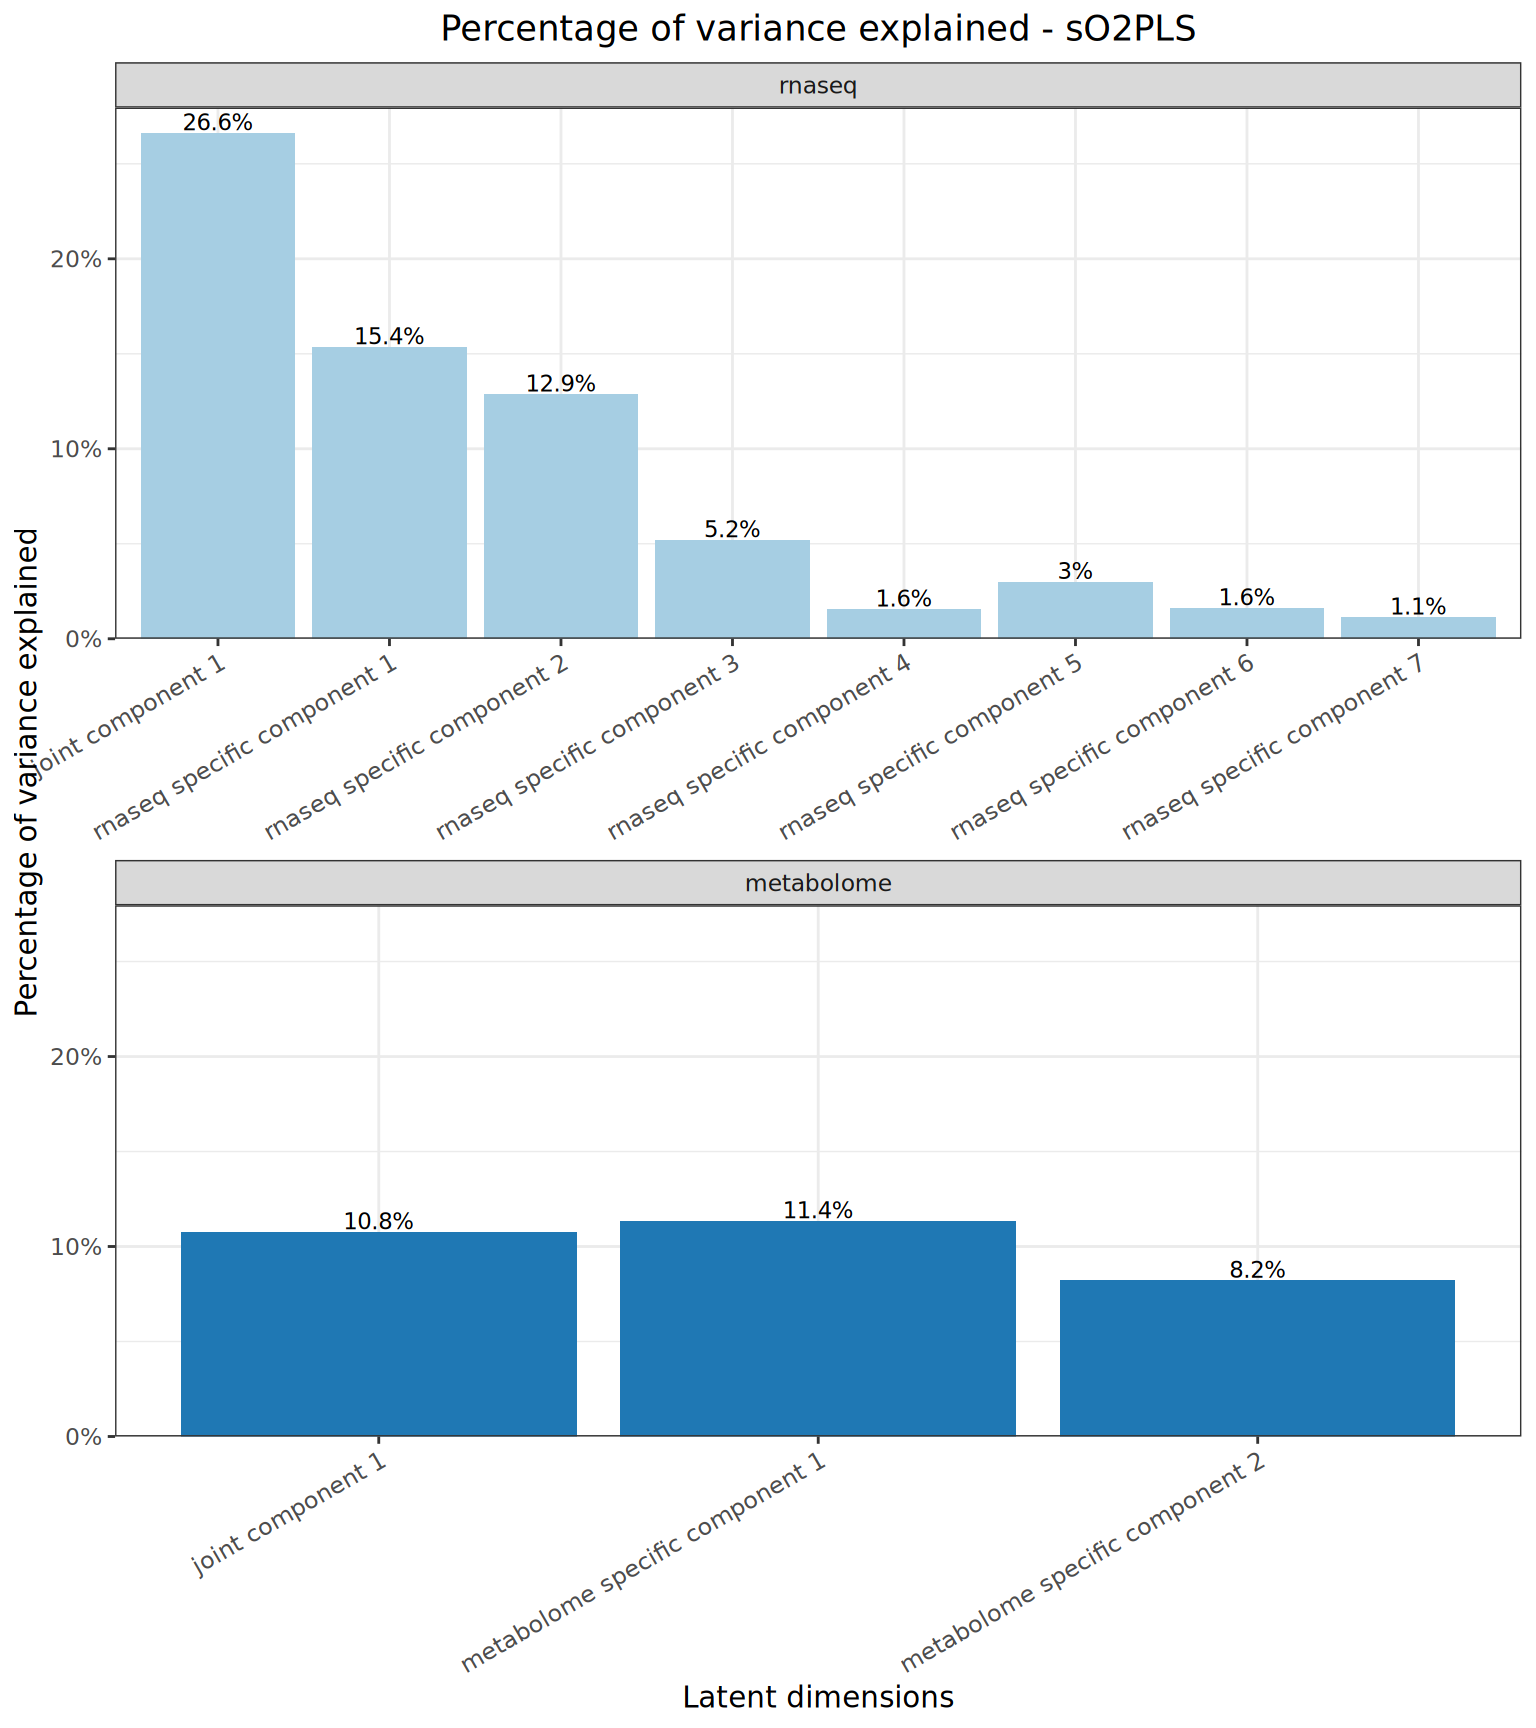 Percentage of variance explained - sO2PLS
rnaseq
26.6%
15.4%
12.9%
5.2%
1.6%
3%
1.6%
1.1%
20%
10%
0%
joint component 1
rnaseq specific component 1
rnaseq specific component 2
rnaseq specific component 3
rnaseq specific component 4
rnaseq specific component 5
rnaseq specific component 6
rnaseq specific component 7
Percentage of variance explained
metabolome
10.8%
11.4%
8.2%
20%
10%
0%
joint component 1
metabolome specific component 1
metabolome specific component 2
Latent dimensions